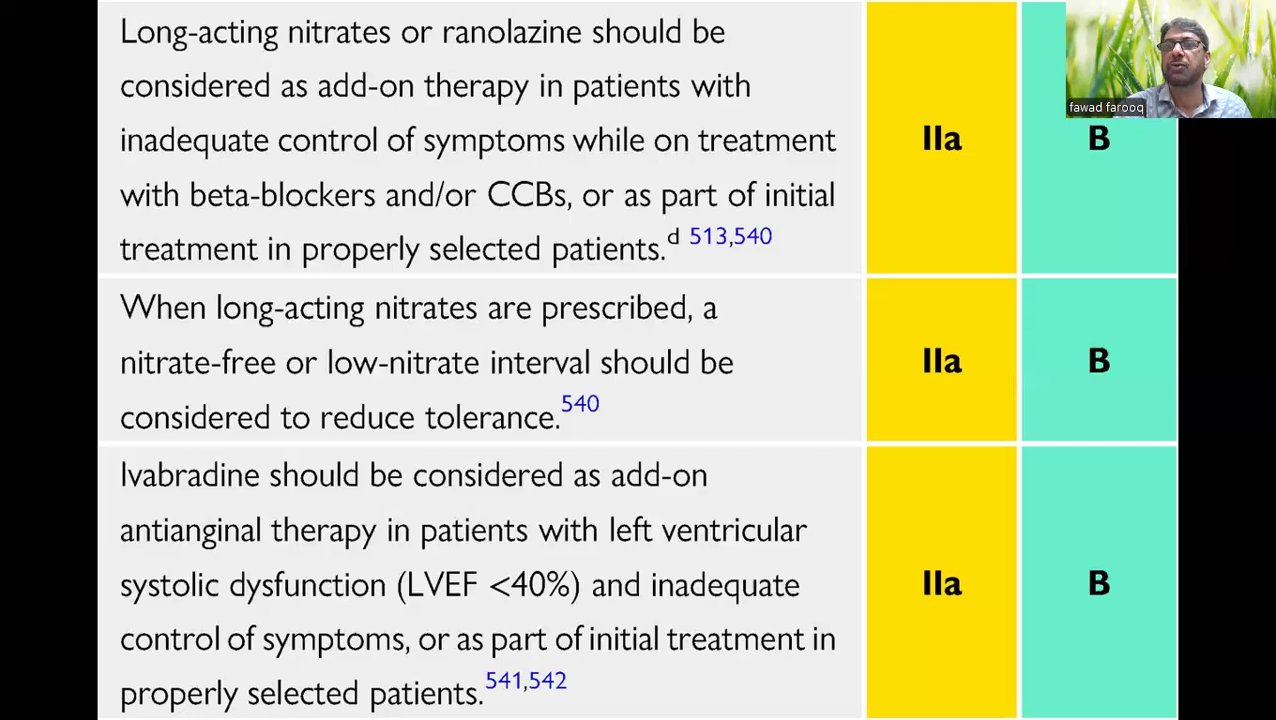 Long-acting nitrates or ranolazine should be
considered as add-on therapy in patients with
inadequate control of symptoms while on treatment
with beta-blockers and/or CCBs, or as part of initial
treatment in properly selected patients.d 513,540
IIa
B
fawad farooq
When long-acting nitrates are prescribed, a
nitrate-free or low-nitrate interval should be
considered to reduce tolerance.540
IIa
B
Ivabradine should be considered as add-on
antianginal therapy in patients with left ventricular
systolic dysfunction (LVEF <40%) and inadequate
control of symptoms, or as part of initial treatment in
properly selected patients.541,542
IIa
B